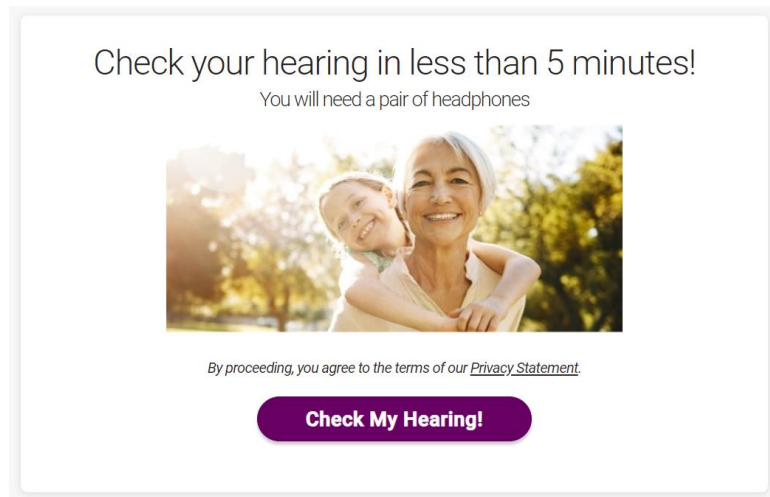 Check your hearing in less than 5 minutes!
You will need a pair of headphones
By proceeding, you agree to the terms of our Privacy Statement.
Check My Hearing!